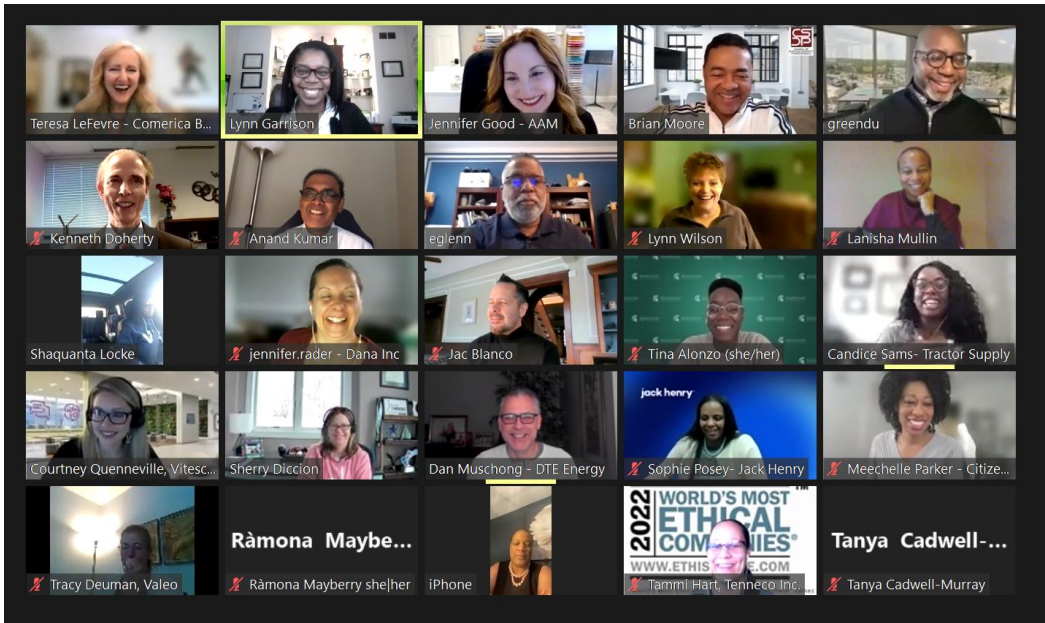 CSDP
Teresa LeFevre - Comerica B...
Lynn Garrison
Jennifer Good - AAM
Brian Moore
greendu
Kenneth Doherty
Anand Kumar
eglenn
Lynn Wilson
Lanisha Mullin
Shaquanta Locke
jennifer.rader - Dana Inc
Jac Blanco
Tina Alonzo (she/her)
Candice Sams- Tractor Supply
jack henry
Courtney Quenneville, Vitesc...
Sherry Diccion
Dan Muschong - DTE Energy
Sophie Posey- Jack Henry
Meechelle Parker - Citize...
Ràmona Maybe...
2022
WORLD'S MOST
ETHICAL
COMPANIES®
WWW.ETHIS
E.COM
Tanya Cadwell-...
Tracy Deuman, Valeo
Ràmona Mayberry she|her
iPhone
Tammi Hart, Tenneco Inc.
Tanya Cadwell-Murray